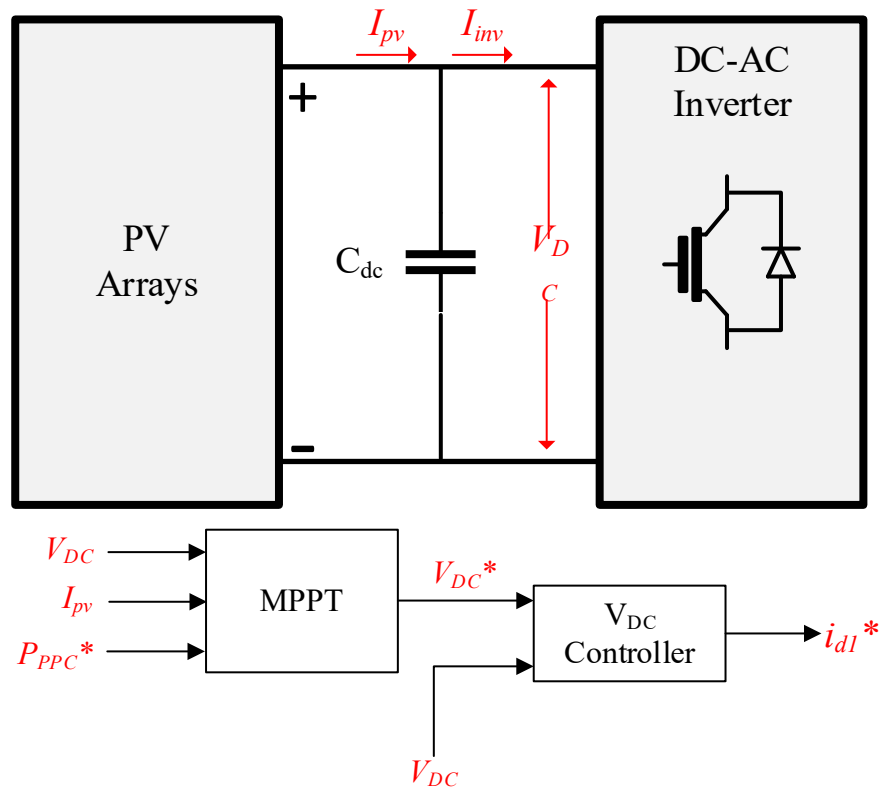 I_pv
I_inv
DC-AC
Inverter
+
PV
Arrays
C_dc
V_D
C
-
V_DC
I_pv
P_PPC*
MPPT
V_DC*
V_DC
Controller
i_d1*
V_DC